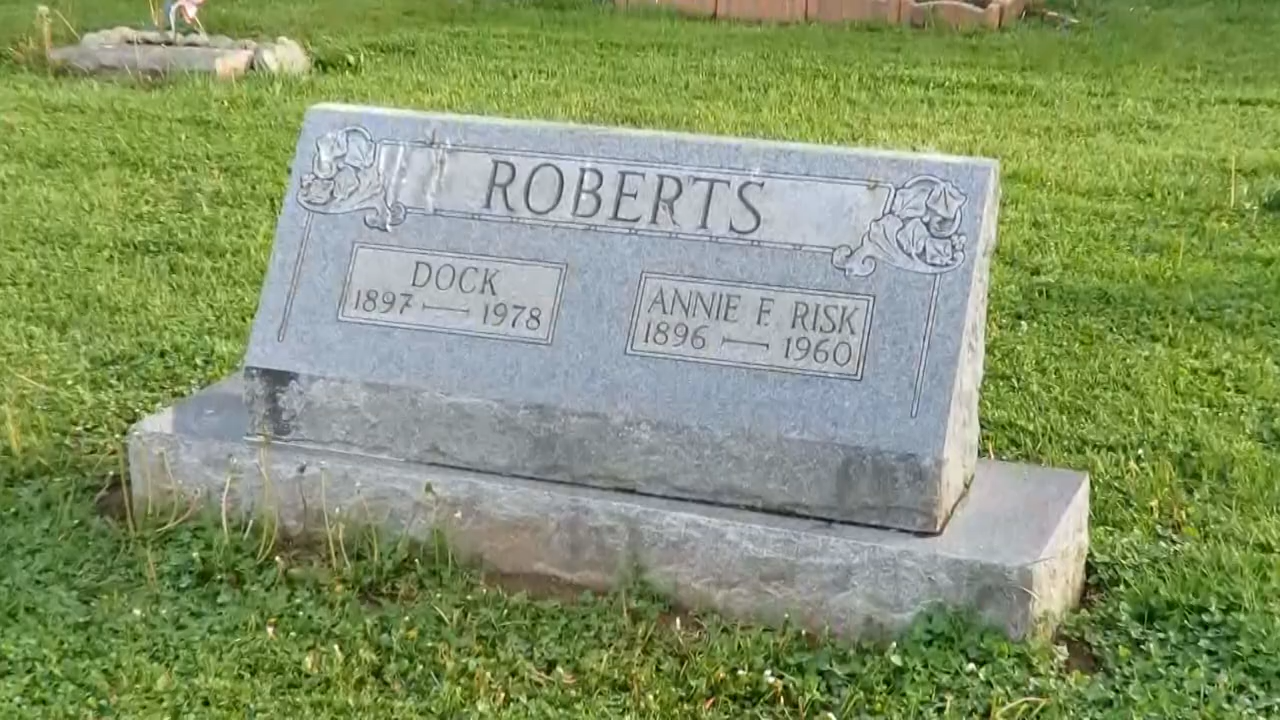 ROBERTS
DOCK
1897 — 1978
ANNIE F. RISK
1896 — 1960